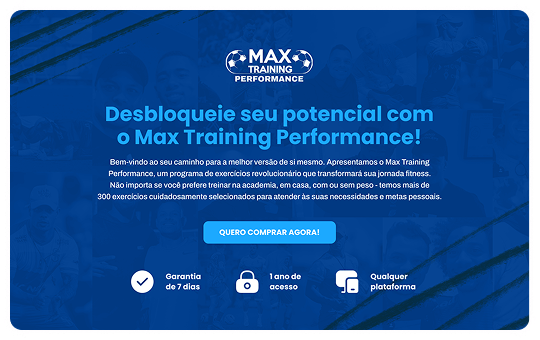 MAX
TRAINING
PERFORMANCE
Desbloqueie seu potencial com
o Max Training Performance!
Bem-vindo ao seu caminho para a melhor versão de si mesmo. Apresentamos o Max Training
Performance, um programa de exercícios revolucionário que transformará sua jornada fitness.
Não importa se você prefere treinar na academia, em casa, com ou sem peso - temos mais de
300 exercícios cuidadosamente selecionados para atender às suas necessidades e metas pessoais.
QUERO COMPRAR AGORA!
Garantia
de 7 dias
1 ano de
acesso
Qualquer
plataforma